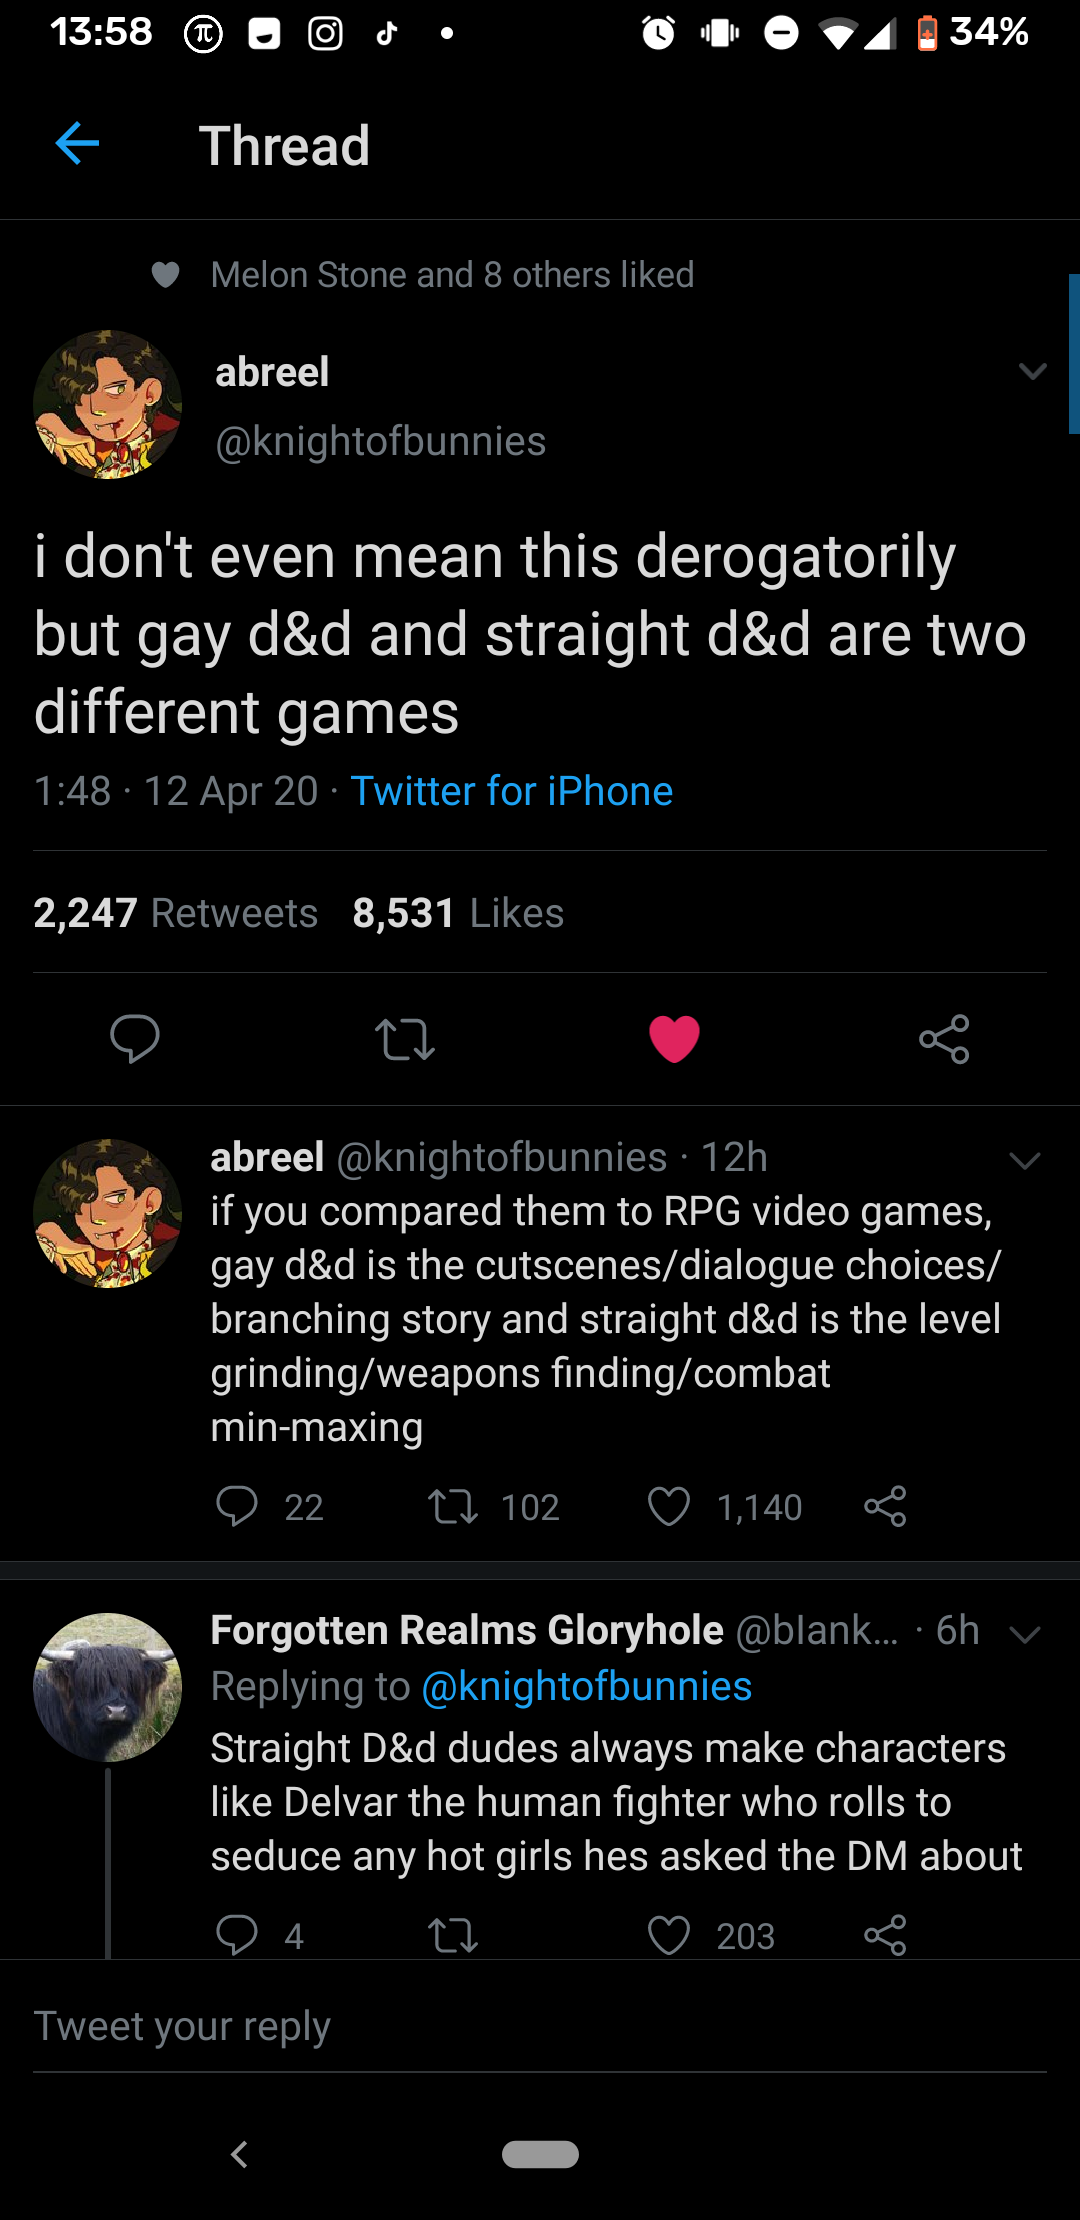 13:58 34%
Thread
Melon Stone and 8 others liked
abreel
@knightofbunnies
i don't even mean this derogatorily
but gay d&d and straight d&d are two
different games
1:48 · 12 Apr 20 · Twitter for iPhone
2,247 Retweets 8,531 Likes
abreel @knightofbunnies · 12h
if you compared them to RPG video games,
gay d&d is the cutscenes/dialogue choices/
branching story and straight d&d is the level
grinding/weapons finding/combat
min-maxing
22 102 1,140
Forgotten Realms Gloryhole @blank... · 6h
Replying to @knightofbunnies
Straight D&d dudes always make characters
like Delvar the human fighter who rolls to
seduce any hot girls hes asked the DM about
4 203
Tweet your reply